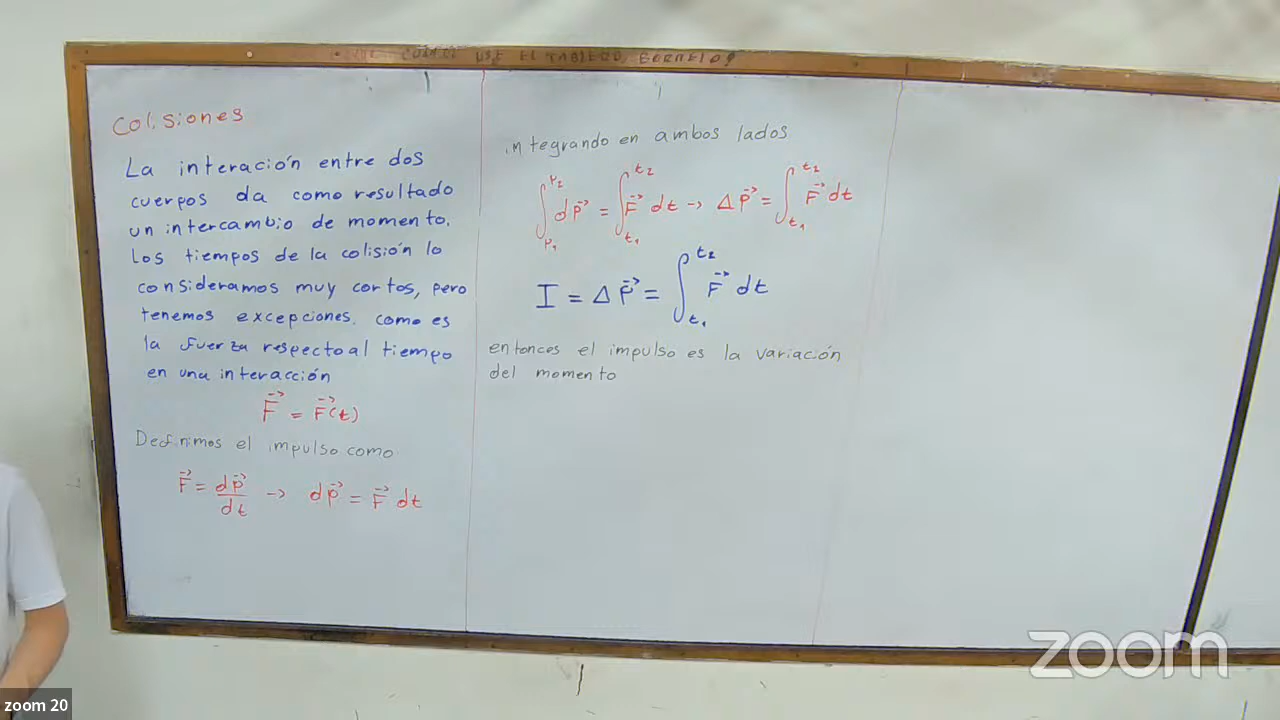 USE EL TABLERO,
Colisiones
La interación entre dos
cuerpos da como resultado
un intercambio de momento.
los tiempos de la colisión lo
consideramos muy cortos, pero
tenemos excepciones. como es
la fuerza respecto al tiempo
en una interacción
F⃗ = F⃗(t)
Definimos el impulso como
F⃗ = dp⃗/dt → dp⃗ = F⃗ dt
integrando en ambos lados
∫_{P₁}^{P₂} dp⃗ = ∫_{t₁}^{t₂} F⃗ dt → Δp⃗ = ∫_{t₁}^{t₂} F⃗ dt
I = Δp⃗ = ∫_{t₁}^{t₂} F⃗ dt
entonces el impulso es la variación
del momento
zoom
zoom 20